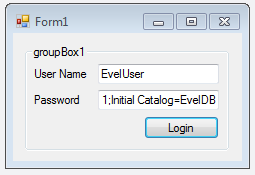 Form1
groupBox1
User Name EvelUser
Password 1;Initial Catalog=EvelDB
Login